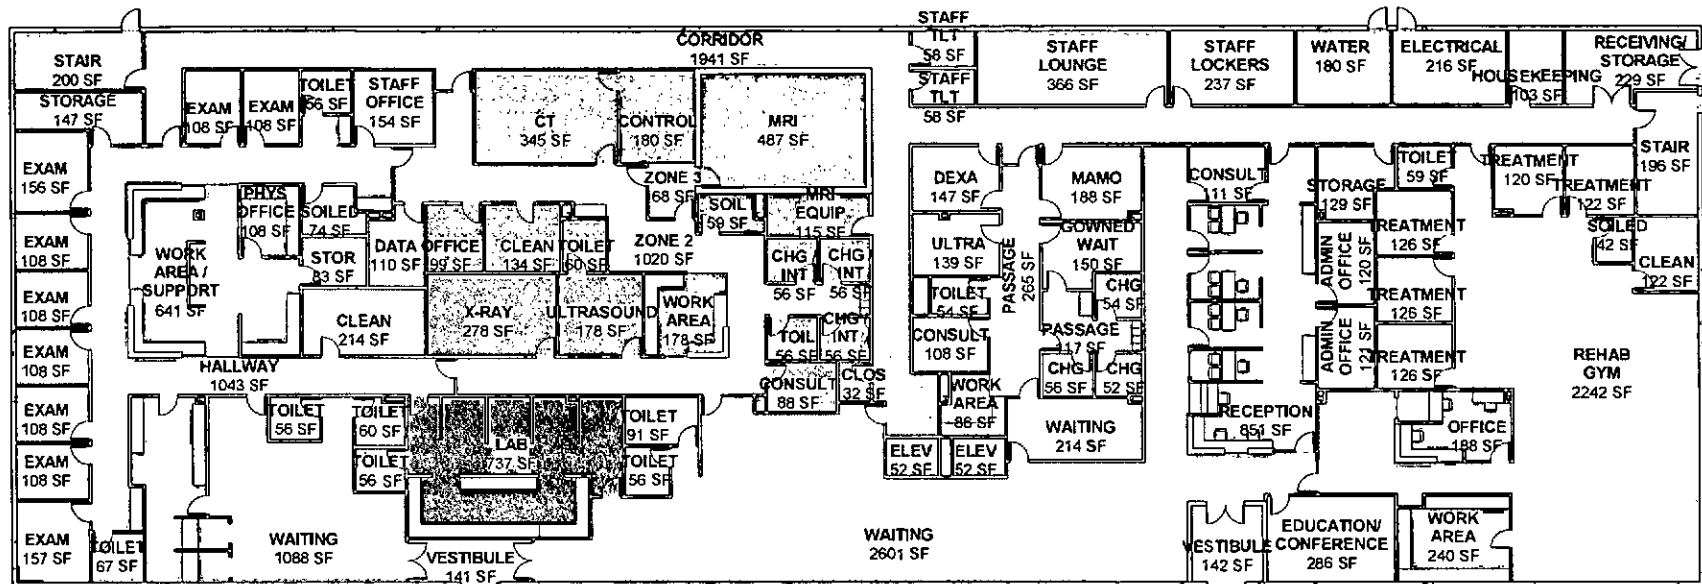 STAIR
200 SF
STORAGE
147 SF
EXAM
108 SF
EXAM
108 SF
TOILET
56 SF
STAFF
OFFICE
154 SF
CORRIDOR
1941 SF
CT
345 SF
CONTROL
180 SF
MRI
487 SF
STAFF
TLT
58 SF
STAFF
TLT
58 SF
STAFF
LOUNGE
366 SF
STAFF
LOCKERS
237 SF
WATER
180 SF
ELECTRICAL
216 SF
HOUSEKEEPING
103 SF
RECEIVING/
STORAGE
229 SF
EXAM
156 SF
EXAM
108 SF
EXAM
108 SF
EXAM
108 SF
EXAM
108 SF
EXAM
108 SF
EXAM
157 SF
TOILET
67 SF
WORK
AREA /
SUPPORT
641 SF
PHYS
OFFICE
108 SF
SOILED
74 SF
STOR
83 SF
DATA
110 SF
OFFICE
99 SF
CLEAN
134 SF
TOILET
60 SF
CLEAN
214 SF
X-RAY
278 SF
ULTRASOUND
178 SF
WORK
AREA
178 SF
ZONE 3
68 SF
ZONE 2
1020 SF
SOIL
59 SF
MRI
EQUIP
115 SF
CHG
INT
56 SF
CHG
INT
56 SF
TOIL
56 SF
CHG
INT
56 SF
CONSULT
88 SF
CLOS
32 SF
HALLWAY
1043 SF
TOILET
56 SF
TOILET
60 SF
TOILET
56 SF
LAB
737 SF
TOILET
91 SF
TOILET
56 SF
WAITING
1088 SF
VESTIBULE
141 SF
DEXA
147 SF
ULTRA
139 SF
TOILET
54 SF
CONSULT
108 SF
WORK
AREA
86 SF
ELEV
52 SF
ELEV
52 SF
PASSAGE
265 SF
MAMO
188 SF
GOWNED
WAIT
150 SF
CHG
54 SF
PASSAGE
117 SF
CHG
56 SF
CHG
52 SF
WAITING
214 SF
WAITING
2601 SF
CONSULT
111 SF
RECEPTION
851 SF
VESTIBULE
142 SF
STORAGE
129 SF
ADMIN
OFFICE
120 SF
ADMIN
OFFICE
121 SF
TOILET
59 SF
TREATMENT
126 SF
TREATMENT
126 SF
TREATMENT
126 SF
TREATMENT
120 SF
TREATMENT
122 SF
STAIR
196 SF
SOILED
42 SF
CLEAN
122 SF
REHAB
GYM
2242 SF
OFFICE
188 SF
EDUCATION/
CONFERENCE
286 SF
WORK
AREA
240 SF